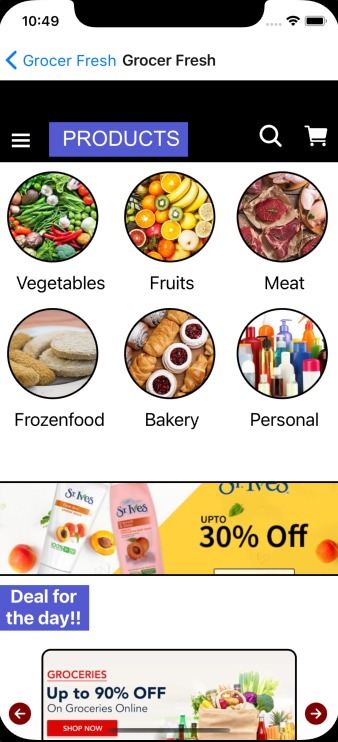 10:49
Grocer Fresh Grocer Fresh
PRODUCTS
Vegetables Fruits Meat
Frozenfood Bakery Personal
St. Ives
St. Ives
St. Ives
UPTO
30% Off
Deal for
the day!!
GROCERIES
Up to 90% OFF
On Groceries Online
SHOP NOW